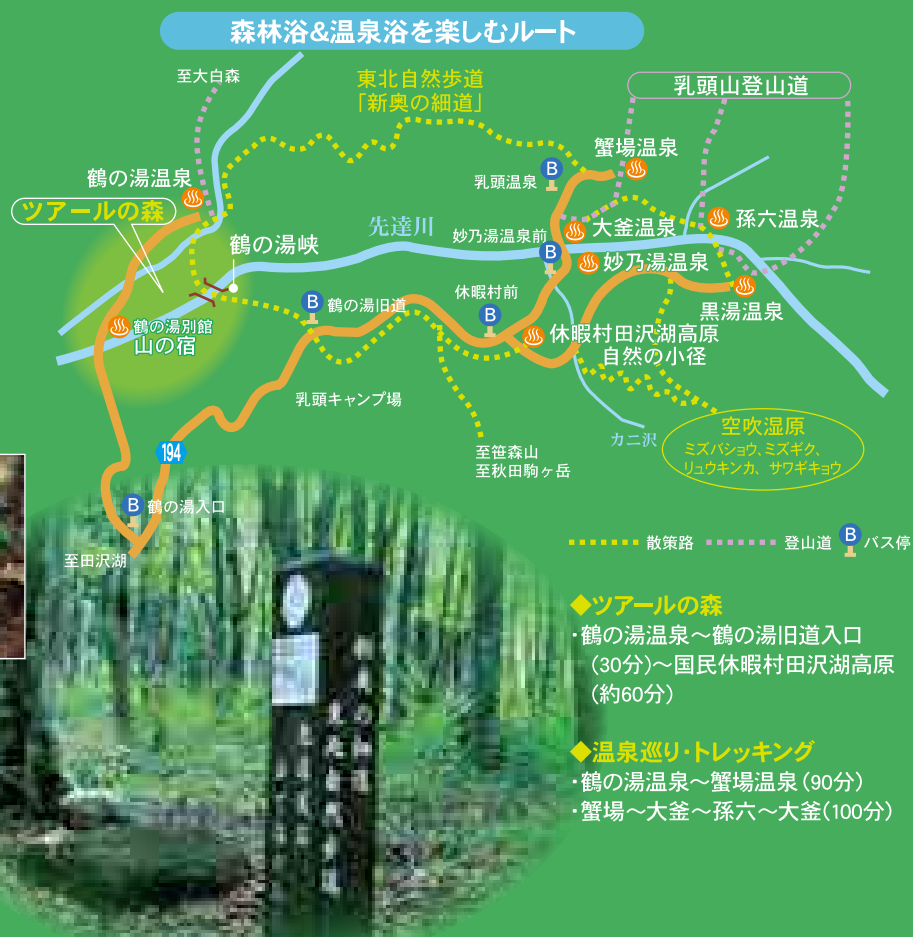 森林浴&温泉浴を楽しむルート
至大白森
東北自然歩道
「新奥の細道」
乳頭山登山道
蟹場温泉
鶴の湯温泉
B
乳頭温泉
ツアールの森
先達川
大釜温泉
孫六温泉
鶴の湯峡
妙乃湯温泉前
B
妙乃湯温泉
休暇村前
B
B
鶴の湯旧道
黒湯温泉
鶴の湯別館
山の宿
休暇村田沢湖高原
自然の小径
乳頭キャンプ場
空吹湿原
ミズバショウ、ミズギク、
リュウキンカ、サワギキョウ
カニ沢
194
至笹森山
至秋田駒ヶ岳
B
鶴の湯入口
至田沢湖
散策路
登山道
B
バス停
◆ツアールの森
・鶴の湯温泉～鶴の湯旧道入口
（30分）～国民休暇村田沢湖高原
（約60分）
◆温泉巡り・トレッキング
・鶴の湯温泉～蟹場温泉（90分）
・蟹場～大釜～孫六～大釜（100分）